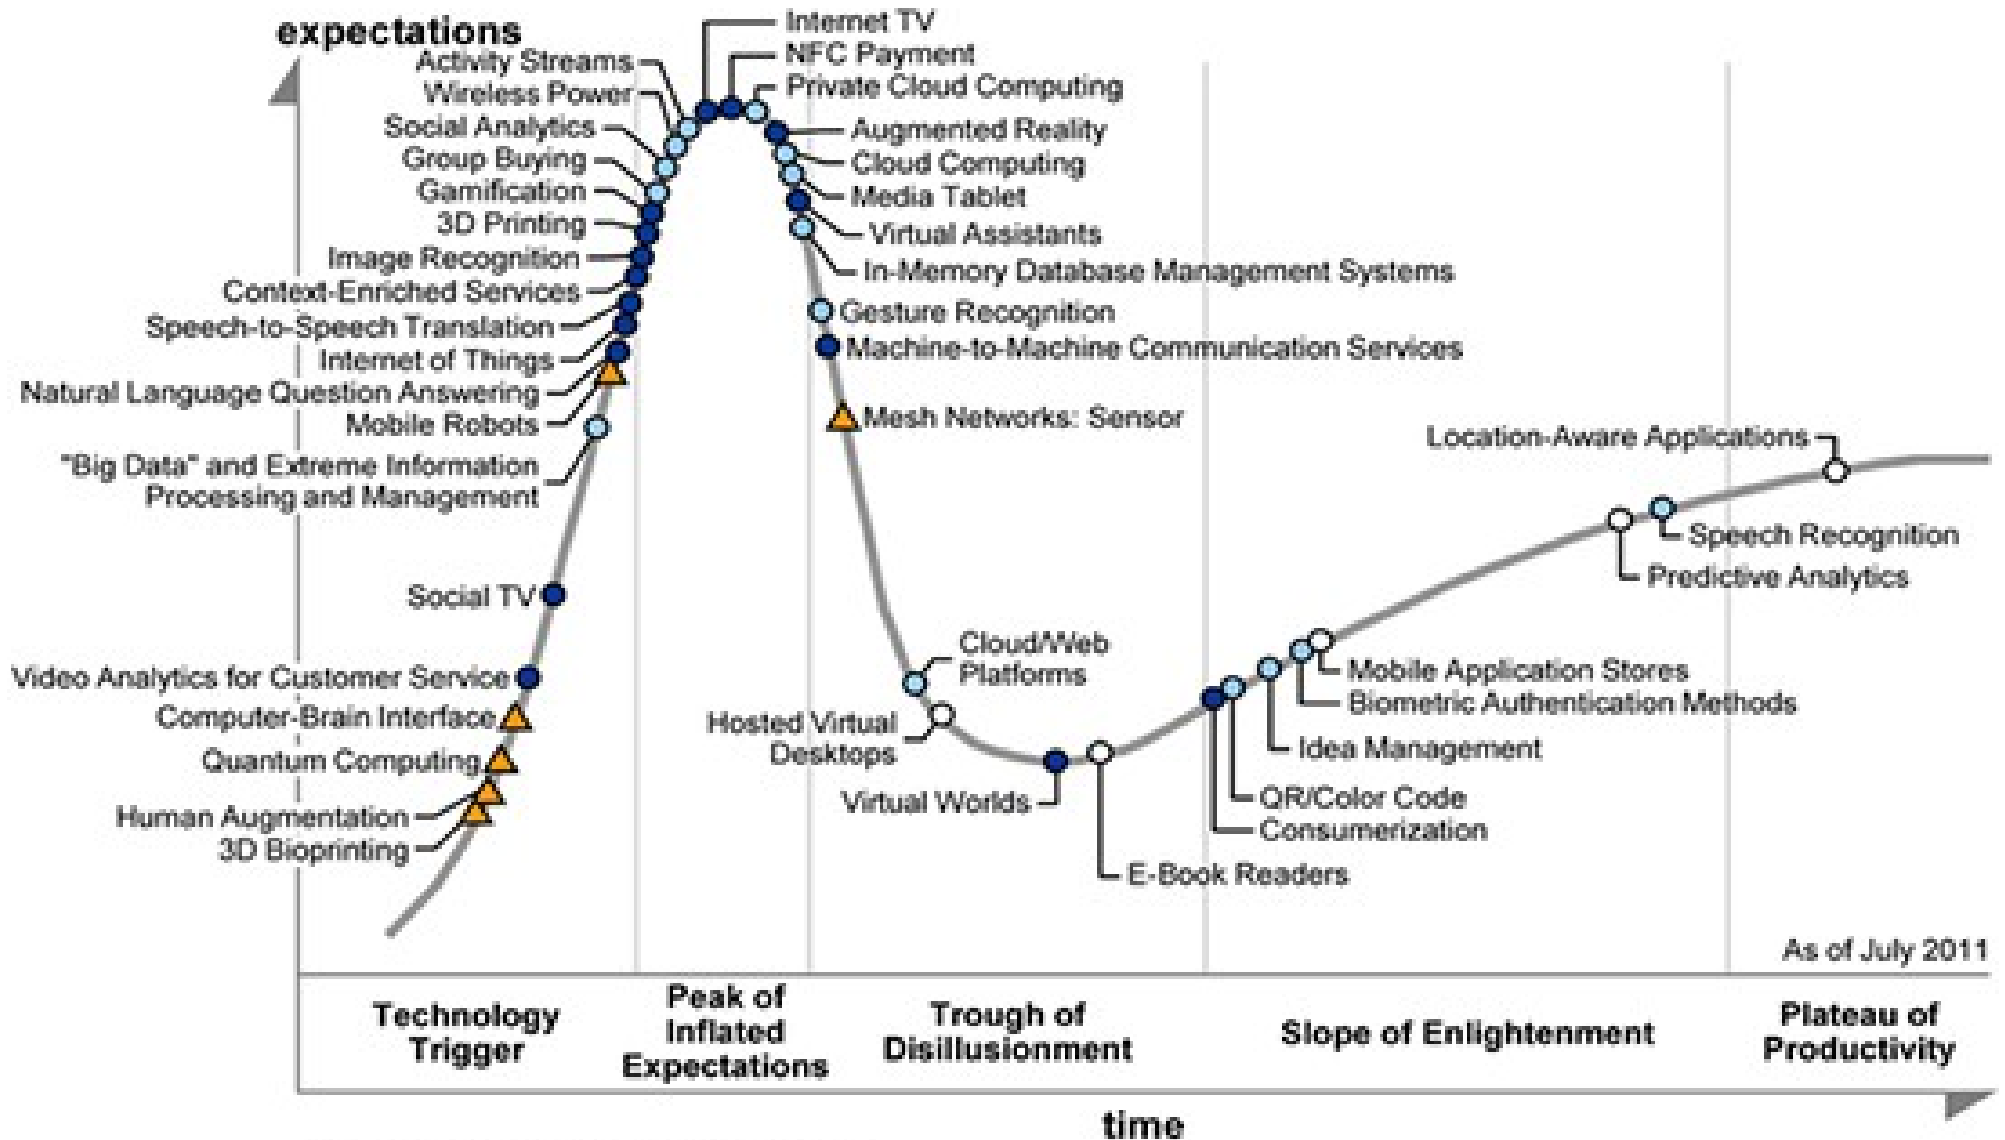 expectations
Activity Streams
Wireless Power
Social Analytics
Group Buying
Gamification
3D Printing
Image Recognition
Context-Enriched Services
Speech-to-Speech Translation
Internet of Things
Natural Language Question Answering
Mobile Robots
"Big Data" and Extreme Information
Processing and Management
Social TV
Video Analytics for Customer Service
Computer-Brain Interface
Quantum Computing
Human Augmentation
3D Bioprinting
Internet TV
NFC Payment
Private Cloud Computing
Augmented Reality
Cloud Computing
Media Tablet
Virtual Assistants
In-Memory Database Management Systems
Gesture Recognition
Machine-to-Machine Communication Services
Mesh Networks: Sensor
Cloud/Web
Platforms
Hosted Virtual
Desktops
Virtual Worlds
E-Book Readers
Consumerization
QR/Color Code
Idea Management
Biometric Authentication Methods
Mobile Application Stores
Predictive Analytics
Speech Recognition
Location-Aware Applications
As of July 2011
Technology
Trigger
Peak of
Inflated
Expectations
Trough of
Disillusionment
Slope of Enlightenment
Plateau of
Productivity
time